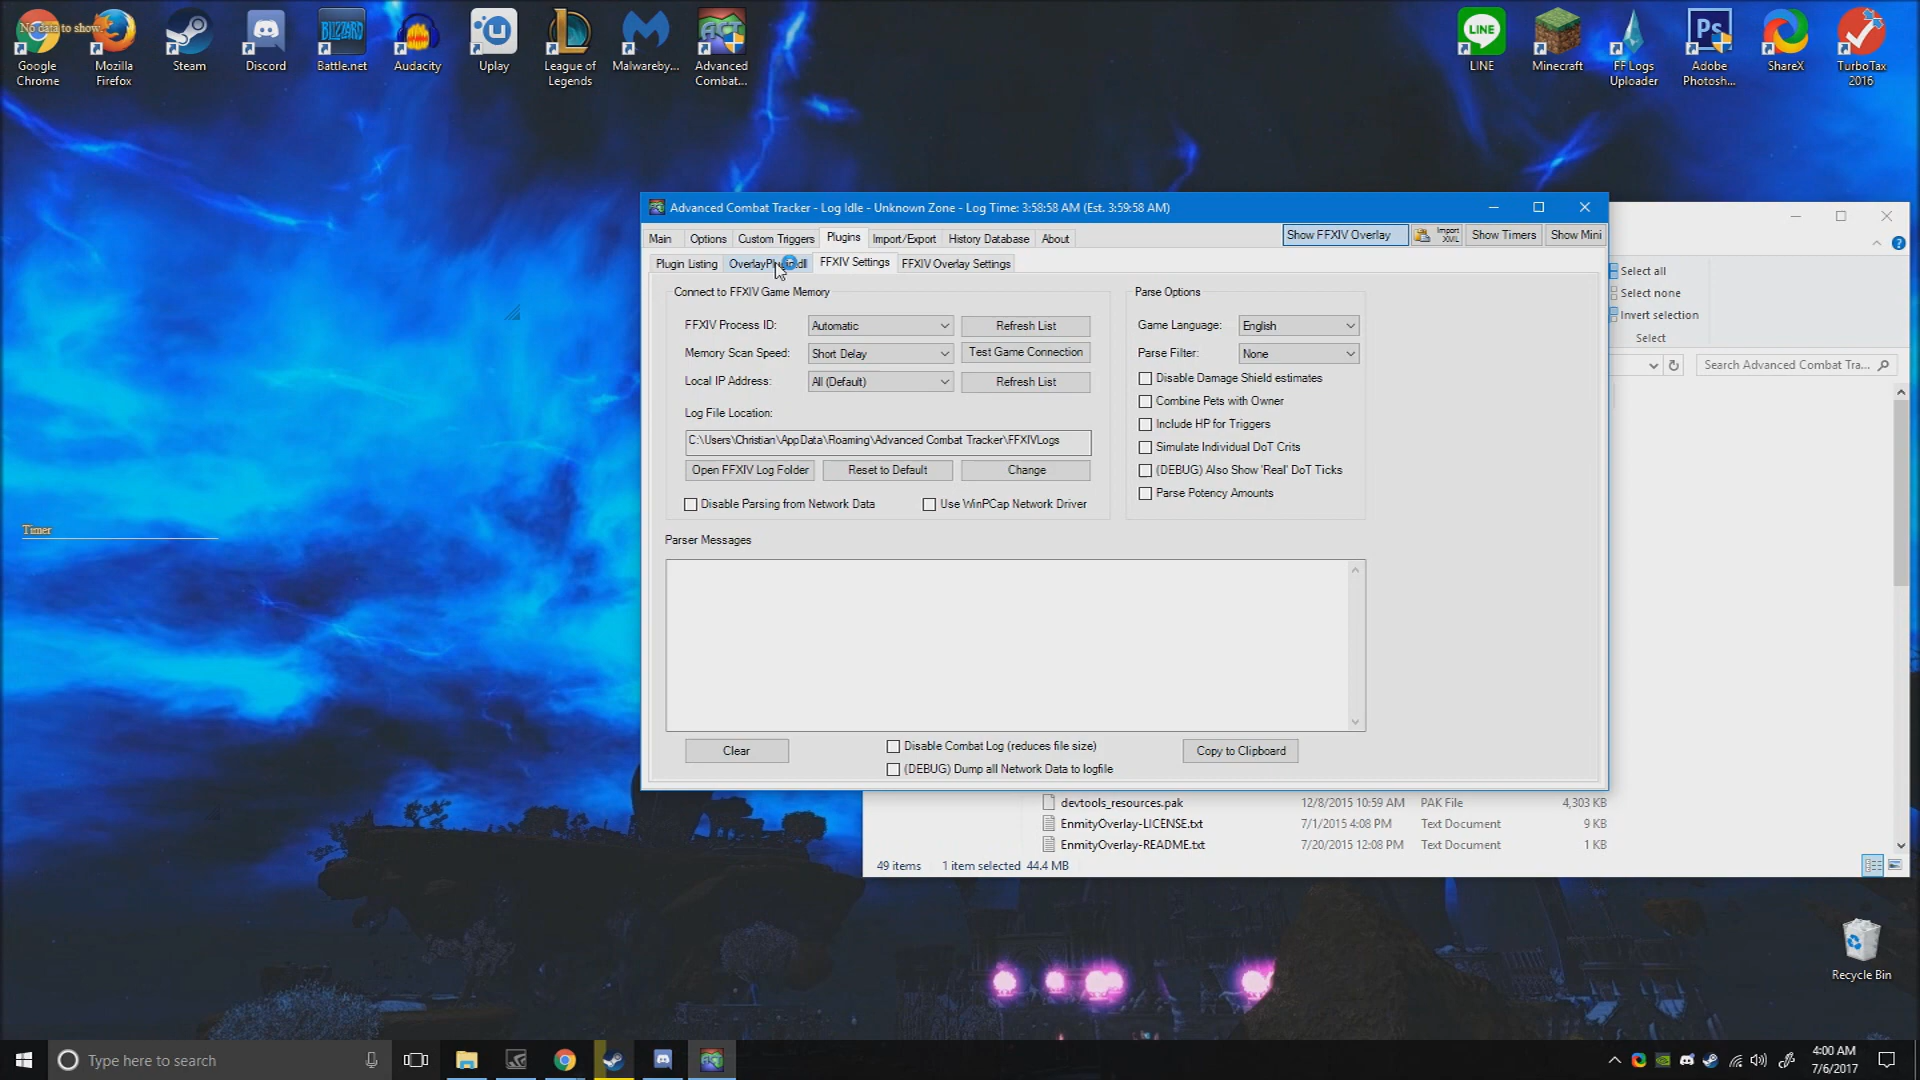 No data to show.
Google
Chrome
Mozilla
Firefox
Steam
Discord
BLIZZARD
Battle.net
Audacity
Uplay
League of
Legends
Malwareby...
ACT
Advanced
Combat...
LINE
LINE
Minecraft
FF Logs
Uploader
Ps
Adobe
Photosh...
ShareX
TurboTax
2016
Advanced Combat Tracker - Log Idle - Unknown Zone - Log Time: 3:58:58 AM (Est. 3:59:58 AM)
Main Options Custom Triggers Plugins Import/Export History Database About
Show FFXIV Overlay Import XML Show Timers Show Mini
Plugin Listing OverlayPlugin.dll FFXIV Settings FFXIV Overlay Settings
Connect to FFXIV Game Memory
FFXIV Process ID: Automatic Refresh List
Memory Scan Speed: Short Delay Test Game Connection
Local IP Address: All (Default) Refresh List
Log File Location:
C:\Users\Christian\AppData\Roaming\Advanced Combat Tracker\FFXIVLogs
Open FFXIV Log Folder Reset to Default Change
Disable Parsing from Network Data Use WinPCap Network Driver
Parse Options
Game Language: English
Parse Filter: None
Disable Damage Shield estimates
Combine Pets with Owner
Include HP for Triggers
Simulate Individual DoT Crits
(DEBUG) Also Show 'Real' DoT Ticks
Parse Potency Amounts
Parser Messages
Clear
Disable Combat Log (reduces file size)
(DEBUG) Dump all Network Data to logfile
Copy to Clipboard
Select all
Select none
Invert selection
Select
Search Advanced Combat Tra...
Timer
devtools_resources.pak 12/8/2015 10:59 AM PAK File 4,303 KB
EnmityOverlay-LICENSE.txt 7/1/2015 4:08 PM Text Document 9 KB
EnmityOverlay-README.txt 7/20/2015 12:08 PM Text Document 1 KB
49 items 1 item selected 44.4 MB
Recycle Bin
Type here to search
4:00 AM
7/6/2017